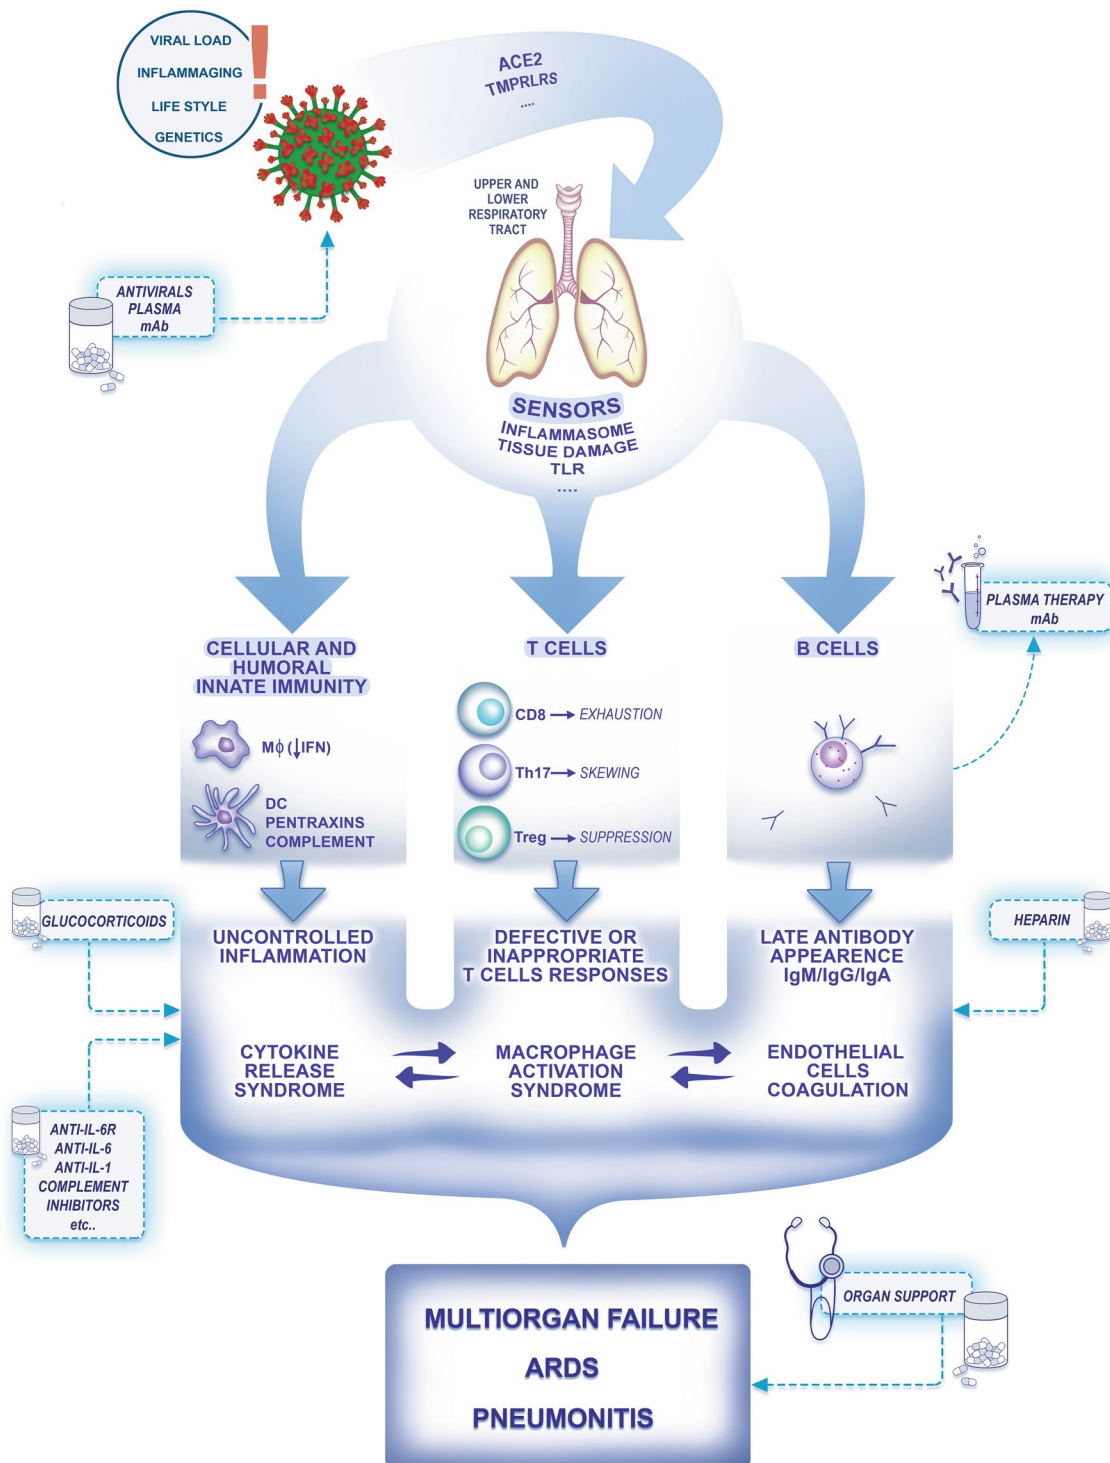 VIRAL LOAD
INFLAMMAGING
LIFE STYLE
GENETICS
!
ACE2
TMPRLRS
....
UPPER AND
LOWER
RESPIRATORY
TRACT
ANTIVIRALS
PLASMA
mAb
SENSORS
INFLAMMASOME
TISSUE DAMAGE
TLR
....
PLASMA THERAPY
mAb
CELLULAR AND
HUMORAL
INNATE IMMUNITY
Mϕ (↓IFN)
DC
PENTRAXINS
COMPLEMENT
T CELLS
CD8 → EXHAUSTION
Th17 → SKEWING
Treg → SUPPRESSION
B CELLS
GLUCOCORTICOIDS
HEPARIN
UNCONTROLLED
INFLAMMATION
DEFECTIVE OR
INAPPROPRIATE
T CELLS RESPONSES
LATE ANTIBODY
APPEARENCE
IgM/IgG/IgA
CYTOKINE
RELEASE
SYNDROME
MACROPHAGE
ACTIVATION
SYNDROME
ENDOTHELIAL
CELLS
COAGULATION
ANTI-IL-6R
ANTI-IL-6
ANTI-IL-1
COMPLEMENT
INHIBITORS
etc..
ORGAN SUPPORT
MULTIORGAN FAILURE
ARDS
PNEUMONITIS